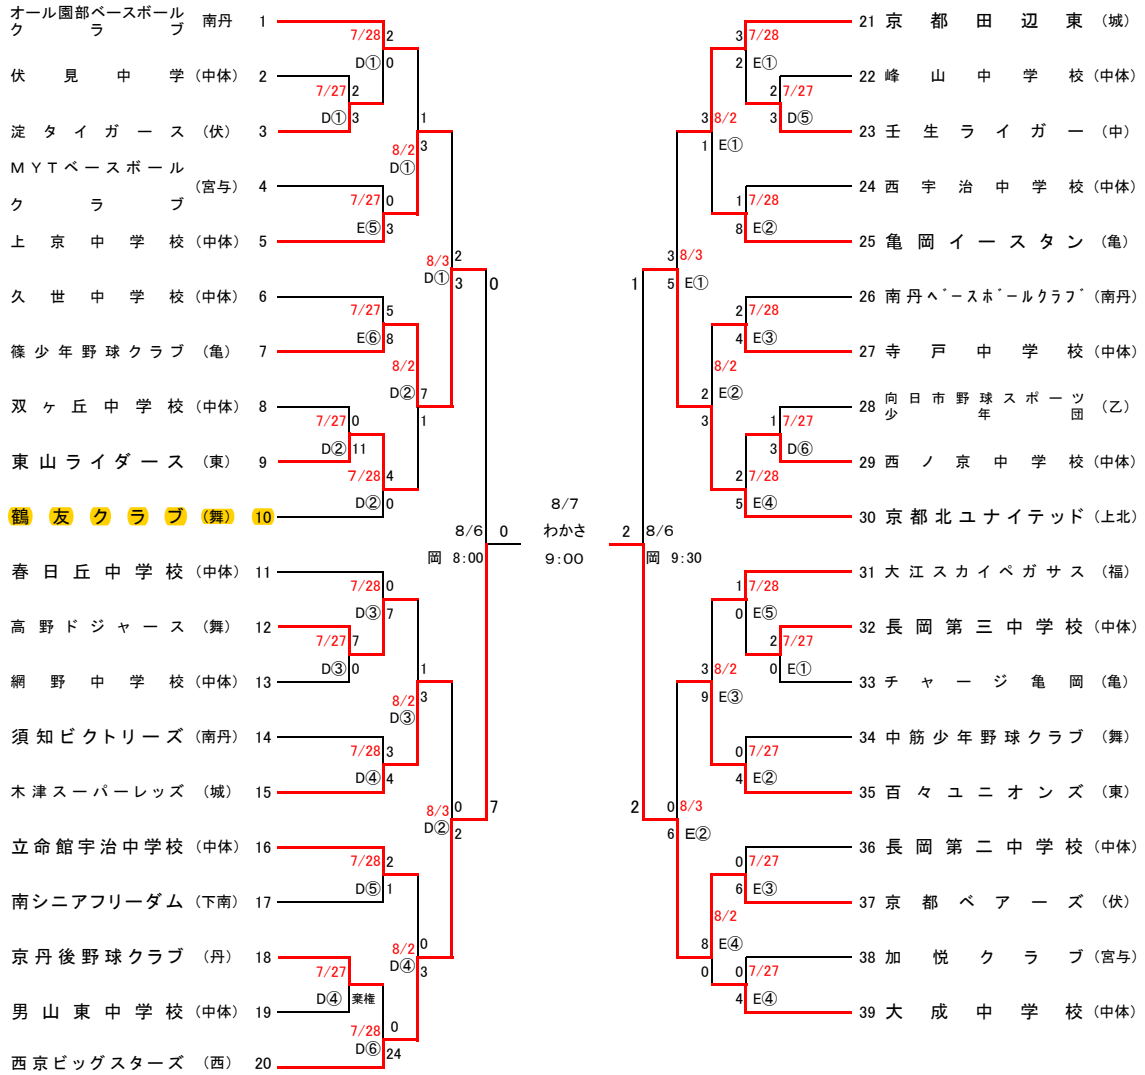 オール園部ベースボールクラブ 南丹 1
7/28 2
D① 0
伏見中学 (中体) 2
7/27 2
D① 3
淀タイガース (伏) 3
1
8/2 3
D①
MYTベースボールクラブ (宮与) 4
7/27 0
E⑤ 3
上京中学校 (中体) 5
8/3 2
D① 3
久世中学校 (中体) 6
7/27 5
E⑥ 8
篠少年野球クラブ (亀) 7
8/2
D② 7
1
双ヶ丘中学校 (中体) 8
7/27 0
D② 11
東山ライダース (東) 9
7/28 4
D② 0
鶴友クラブ (舞) 10
0
8/6 0
岡 8:00
7
春日丘中学校 (中体) 11
7/28 0
D③ 7
高野ドジャース (舞) 12
7/27 7
D③ 0
網野中学校 (中体) 13
1
8/2 3
D③
須知ビクトリーズ (南丹) 14
7/28 3
D④ 4
木津スーパーレッズ (城) 15
8/3 0
D② 2
立命館宇治中学校 (中体) 16
7/28 2
D⑤ 1
南シニアフリーダム (下南) 17
8/2 0
D④ 3
京丹後野球クラブ (丹) 18
7/27
D④ 棄権
男山東中学校 (中体) 19
7/28 0
D⑥ 24
西京ビッグスターズ (西) 20
8/7
わかさ
9:00
21 京都田辺東 (城)
3 7/28
2 E①
22 峰山中学校 (中体)
2 7/27
3 D⑤
23 壬生ライガー (中)
3 8/2
1 E①
24 西宇治中学校 (中体)
1 7/28
8 E②
25 亀岡イースタン (亀)
3 8/3
5 E①
26 南丹ベースボールクラブ (南丹)
2 7/28
4 E③
27 寺戸中学校 (中体)
8/2
2 E②
3
28 向日市野球スポーツ少年団 (乙)
1 7/27
3 D⑥
29 西ノ京中学校 (中体)
2 7/28
5 E④
30 京都北ユナイテッド (上北)
1
2 8/6
岡 9:30
2
31 大江スカイペガサス (福)
1 7/28
0 E⑤
32 長岡第三中学校 (中体)
2 7/27
0 E①
33 チャージ亀岡 (亀)
3 8/2
9 E③
34 中筋少年野球クラブ (舞)
0 7/27
4 E②
35 百々ユニオンズ (東)
0 8/3
6 E②
36 長岡第二中学校 (中体)
0 7/27
6 E③
37 京都ベアーズ (伏)
8/2
8 E④
0
38 加悦クラブ (宮与)
0 7/27
4 E④
39 大成中学校 (中体)